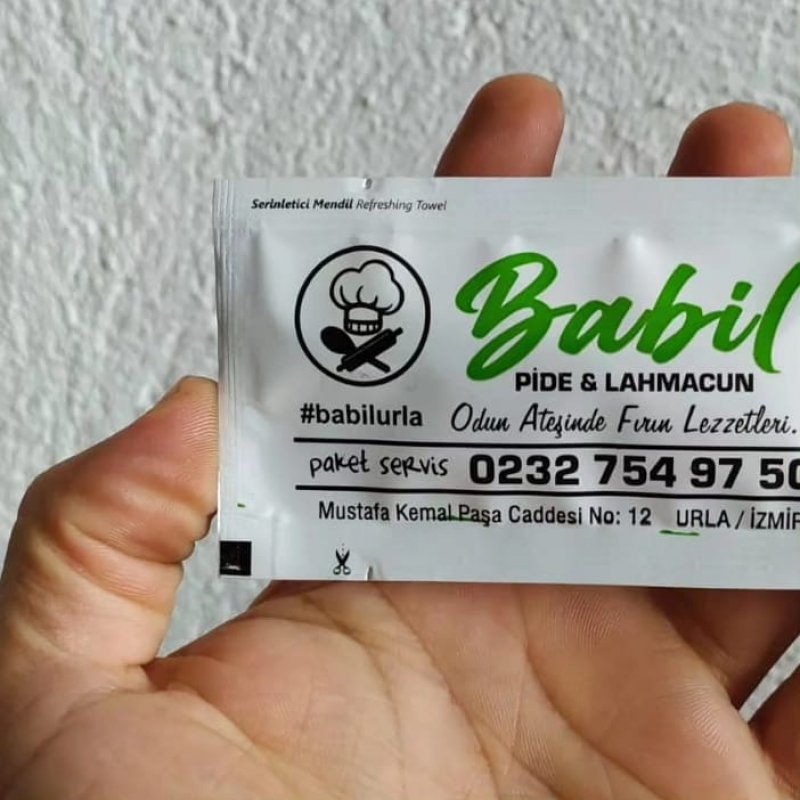 Serinletici Mendil Refreshing Towel
Babil
PİDE & LAHMACUN
#babilurla
Odun Ateşinde Fırın Lezzetleri.
paket servis 0232 754 97 50
Mustafa Kemal Paşa Caddesi No: 12 URLA / İZMİR